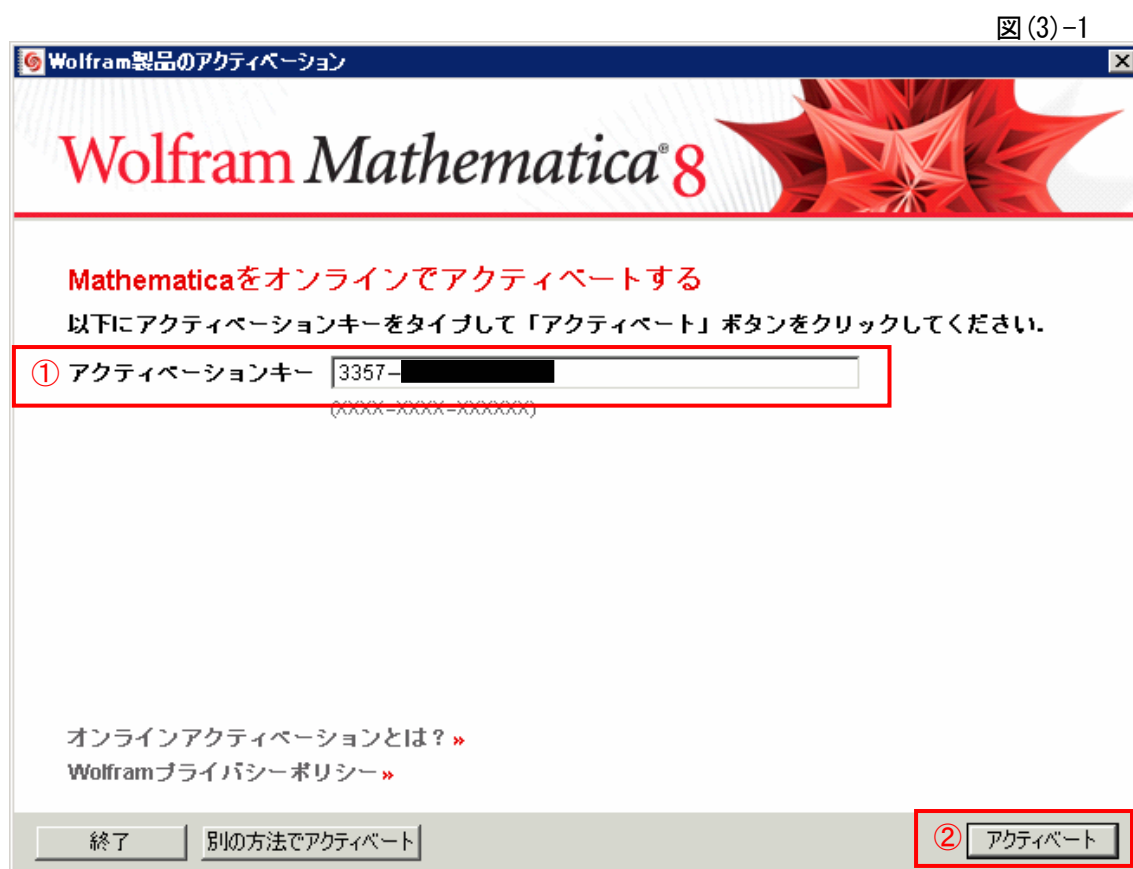 図(3)-1
Wolfram製品のアクティベーション
Wolfram Mathematica®8
Mathematicaをオンラインでアクティベートする
以下にアクティベーションキーをタイプして「アクティベート」ボタンをクリックしてください.
① アクティベーションキー 3357-
(XXXX-XXXX-XXXXXX)
オンラインアクティベーションとは？»
Wolframプライバシーポリシー»
終了 別の方法でアクティベート ② アクティベート